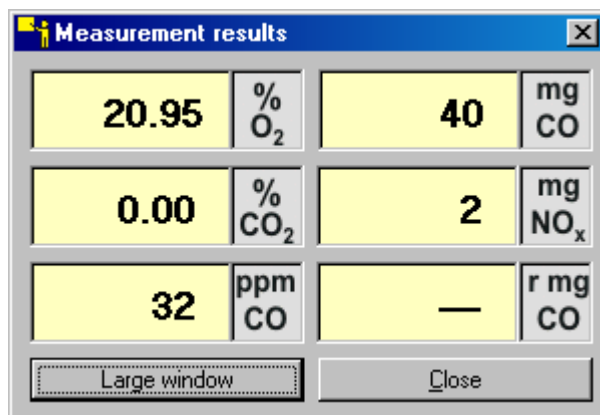 Measurement results
20.95 % O₂
40 mg CO
0.00 % CO₂
2 mg NOₓ
32 ppm CO
— r mg CO
Large window
Close